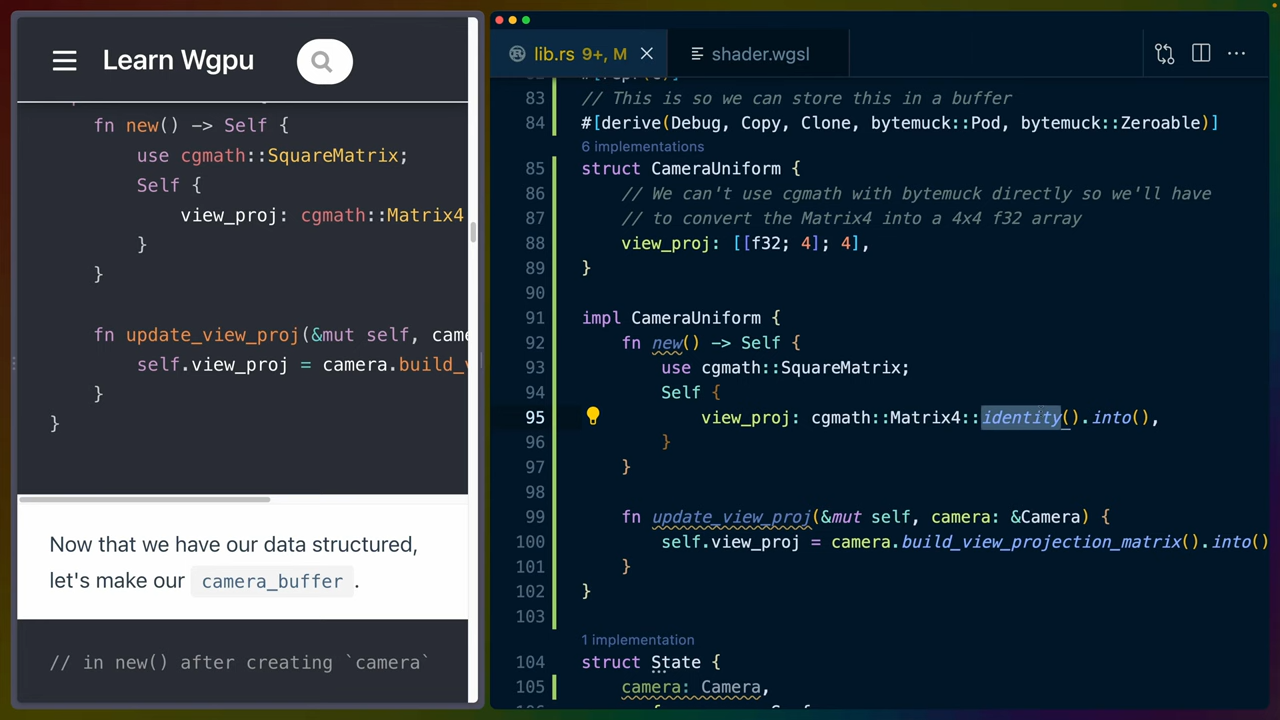 Learn Wgpu
fn new() -> Self {
use cgmath::SquareMatrix;
Self {
view_proj: cgmath::Matrix4
}
}
fn update_view_proj(&mut self, came
self.view_proj = camera.build_v
}
}
Now that we have our data structured,
let's make our camera_buffer.
// in new() after creating `camera`
lib.rs 9+, M
shader.wgsl
83 // This is so we can store this in a buffer
84 #[derive(Debug, Copy, Clone, bytemuck::Pod, bytemuck::Zeroable)]
6 implementations
85 struct CameraUniform {
86 // We can't use cgmath with bytemuck directly so we'll have
87 // to convert the Matrix4 into a 4x4 f32 array
88 view_proj: [[f32; 4]; 4],
89 }
90
91 impl CameraUniform {
92 fn new() -> Self {
93 use cgmath::SquareMatrix;
94 Self {
95 view_proj: cgmath::Matrix4::identity().into(),
96 }
97 }
98
99 fn update_view_proj(&mut self, camera: &Camera) {
100 self.view_proj = camera.build_view_projection_matrix().into()
101 }
102 }
103
1 implementation
104 struct State {
105 camera: Camera,